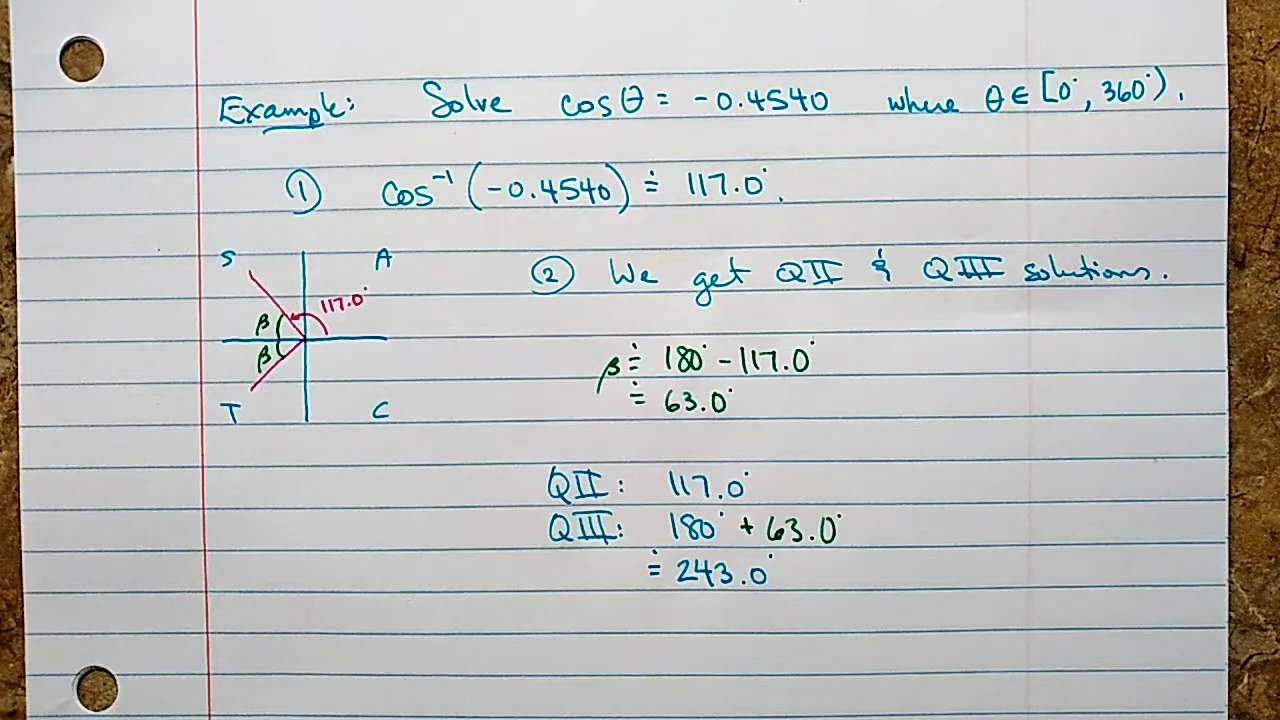 Example: Solve cosθ = -0.4540 where θ ∈ [0°, 360°).
① cos⁻¹(-0.4540) ≐ 117.0°.
S A
② We get QII & QIII solutions.
117.0°
β
β
β ≐ 180° - 117.0°
≐ 63.0°
T C
QII: 117.0°
QIII: 180° + 63.0°
≐ 243.0°